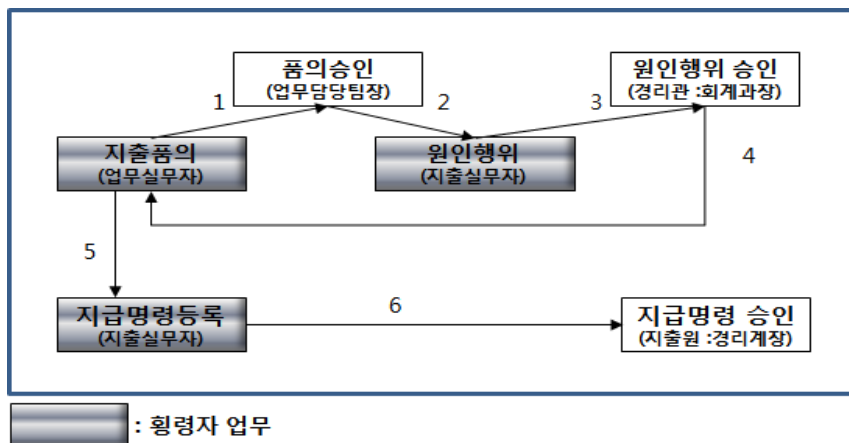 품의승인
(업무담당팀장)
원인행위 승인
(경리관 :회계과장)
1
2
3
지출품의
(업무실무자)
원인행위
(지출실무자)
4
5
6
지급명령등록
(지출실무자)
지급명령 승인
(지출원 :경리계장)
: 횡령자 업무